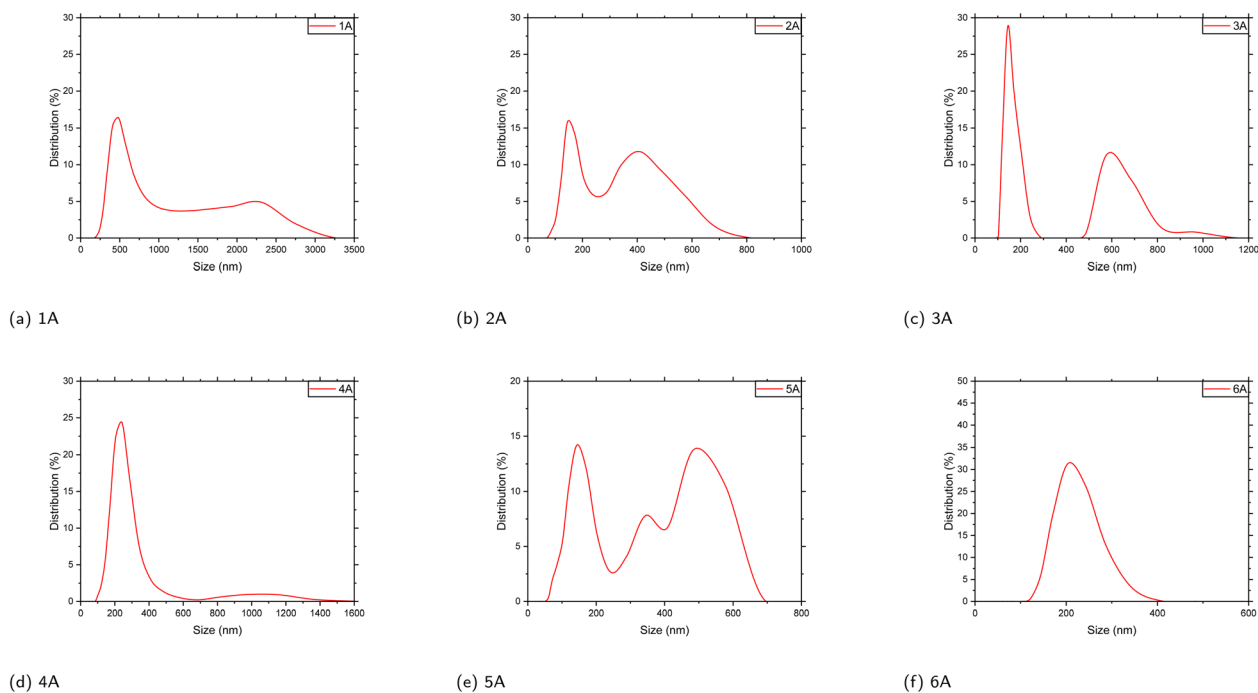 1A
30
25
20
15
10
5
0
Distribution (%)
0 500 1000 1500 2000 2500 3000 3500
Size (nm)
(a) 1A
2A
30
25
20
15
10
5
0
Distribution (%)
0 200 400 600 800 1000
Size (nm)
(b) 2A
3A
30
25
20
15
10
5
0
Distribution (%)
0 200 400 600 800 1000 1200
Size (nm)
(c) 3A
4A
30
25
20
15
10
5
0
Distribution (%)
0 200 400 600 800 1000 1200 1400 1600
Size (nm)
(d) 4A
5A
20
15
10
5
0
Distribution (%)
0 200 400 600 800
Size (nm)
(e) 5A
6A
50
45
40
35
30
25
20
15
10
5
0
Distribution (%)
0 200 400 600
Size (nm)
(f) 6A